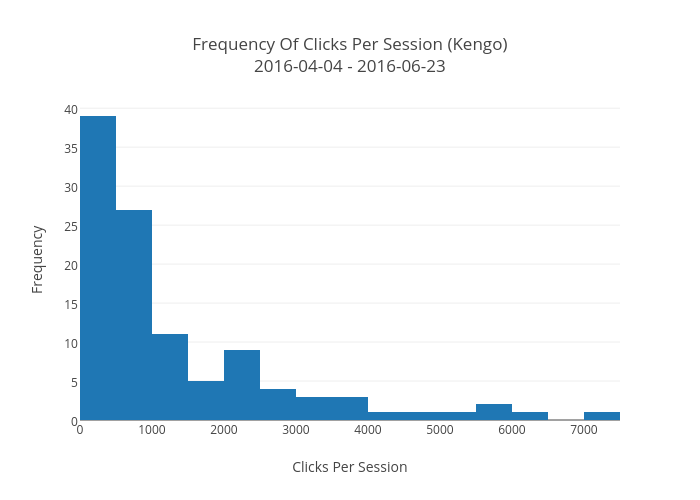 Frequency Of Clicks Per Session (Kengo)
2016-04-04 - 2016-06-23
40
35
30
25
20
15
10
5
0
Frequency
0 1000 2000 3000 4000 5000 6000 7000
Clicks Per Session